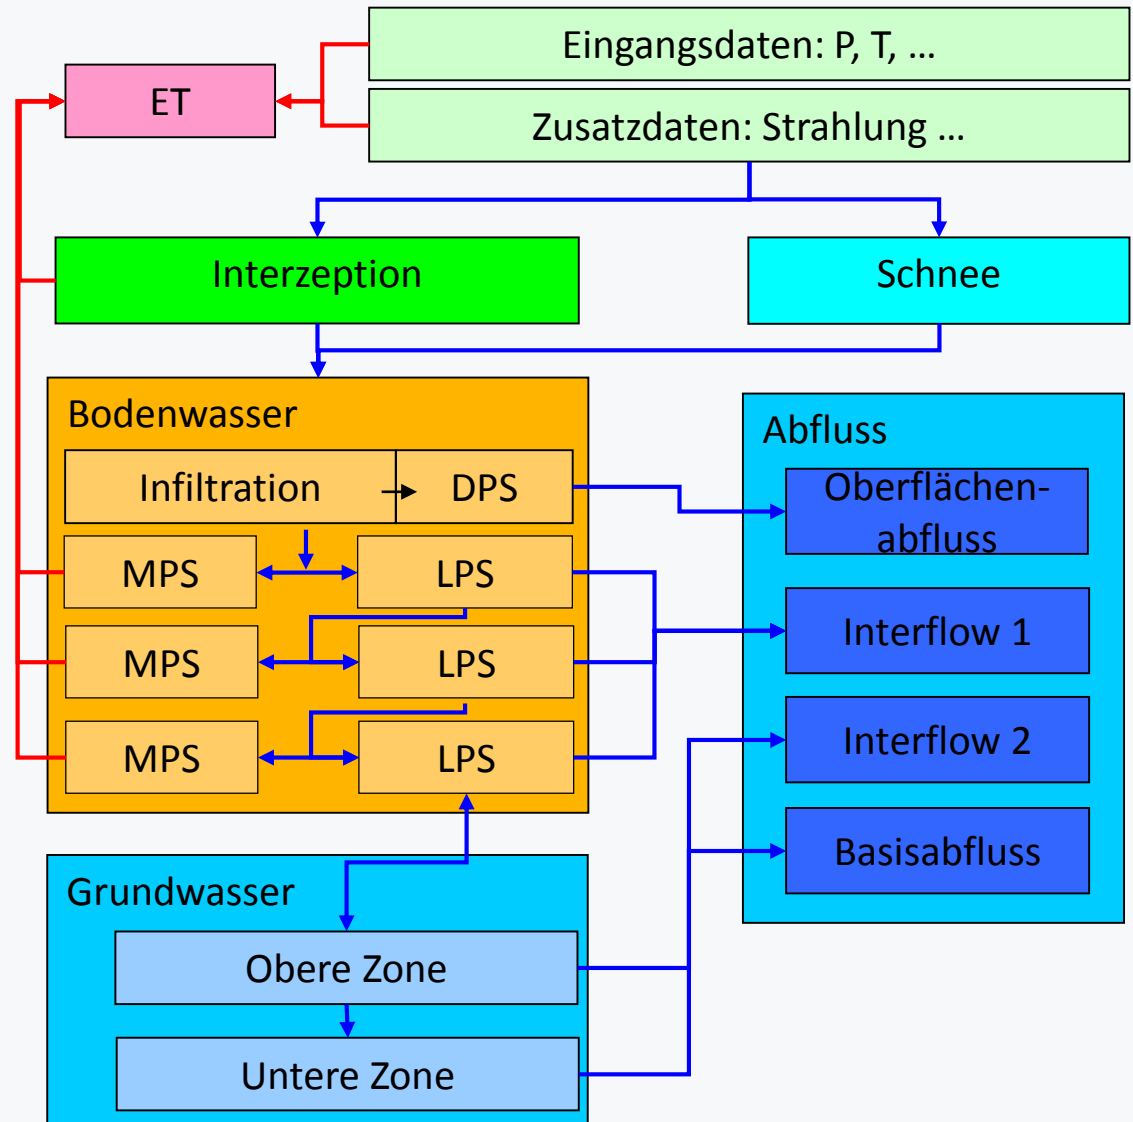 Eingangsdaten: P, T, …
ET
Zusatzdaten: Strahlung …
Interzeption
Schnee
Bodenwasser
Infiltration
DPS
MPS
LPS
MPS
LPS
MPS
LPS
Abfluss
Oberflächen-
abfluss
Interflow 1
Interflow 2
Basisabfluss
Grundwasser
Obere Zone
Untere Zone